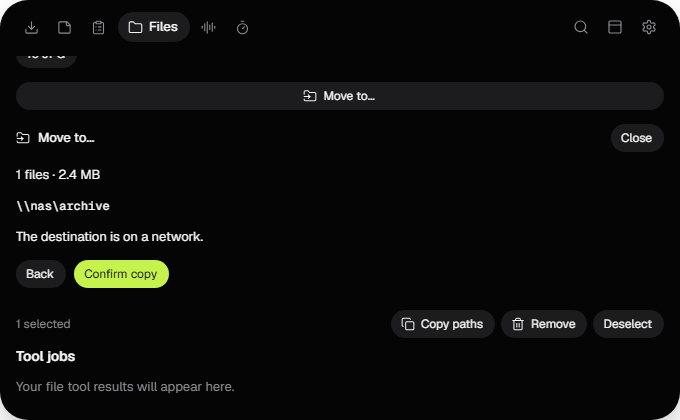 Files
Move to...
Move to...
Close
1 files · 2.4 MB
\\nas\archive
The destination is on a network.
Back
Confirm copy
1 selected
Copy paths
Remove
Deselect
Tool jobs
Your file tool results will appear here.